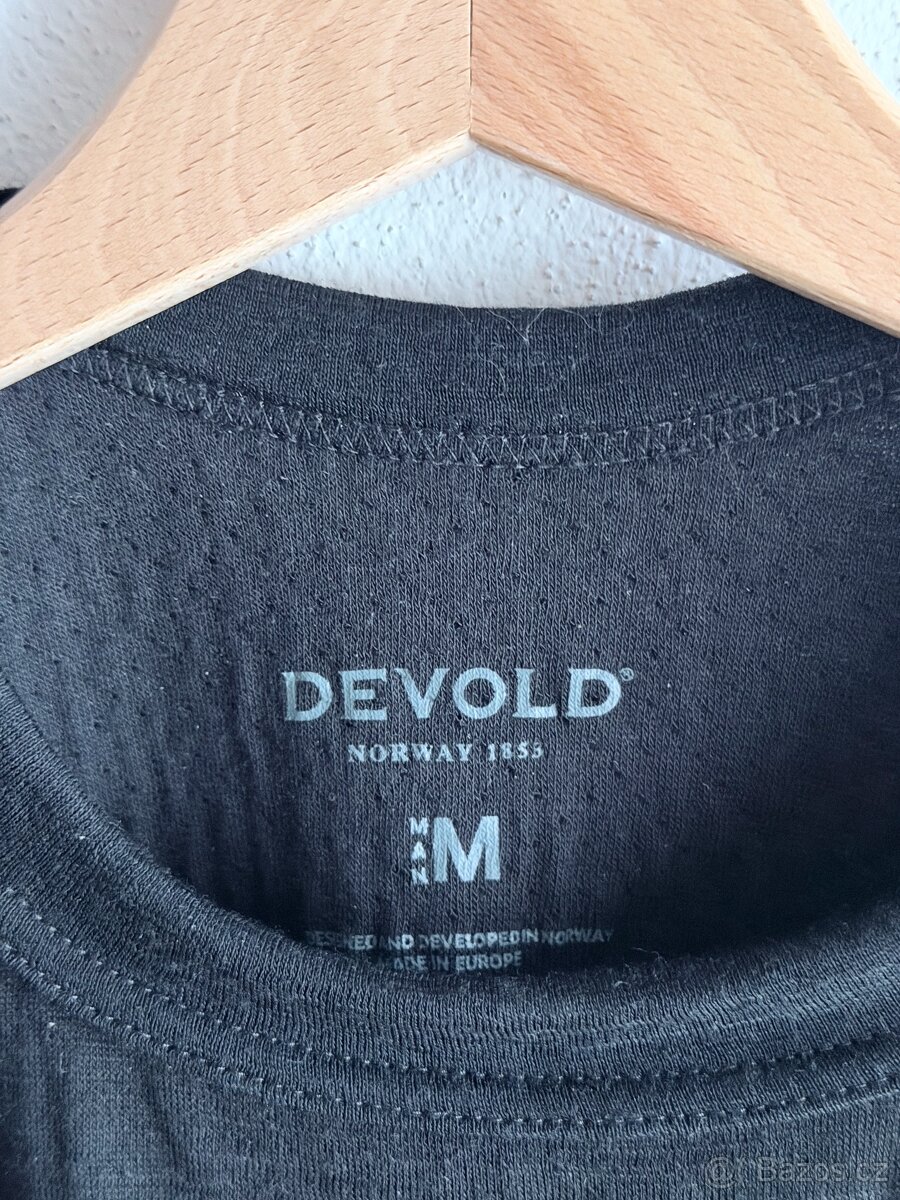 DEVOLD®
NORWAY 1853
MAN M
DESIGNED AND DEVELOPED IN NORWAY
MADE IN EUROPE
@ Bazos.cz